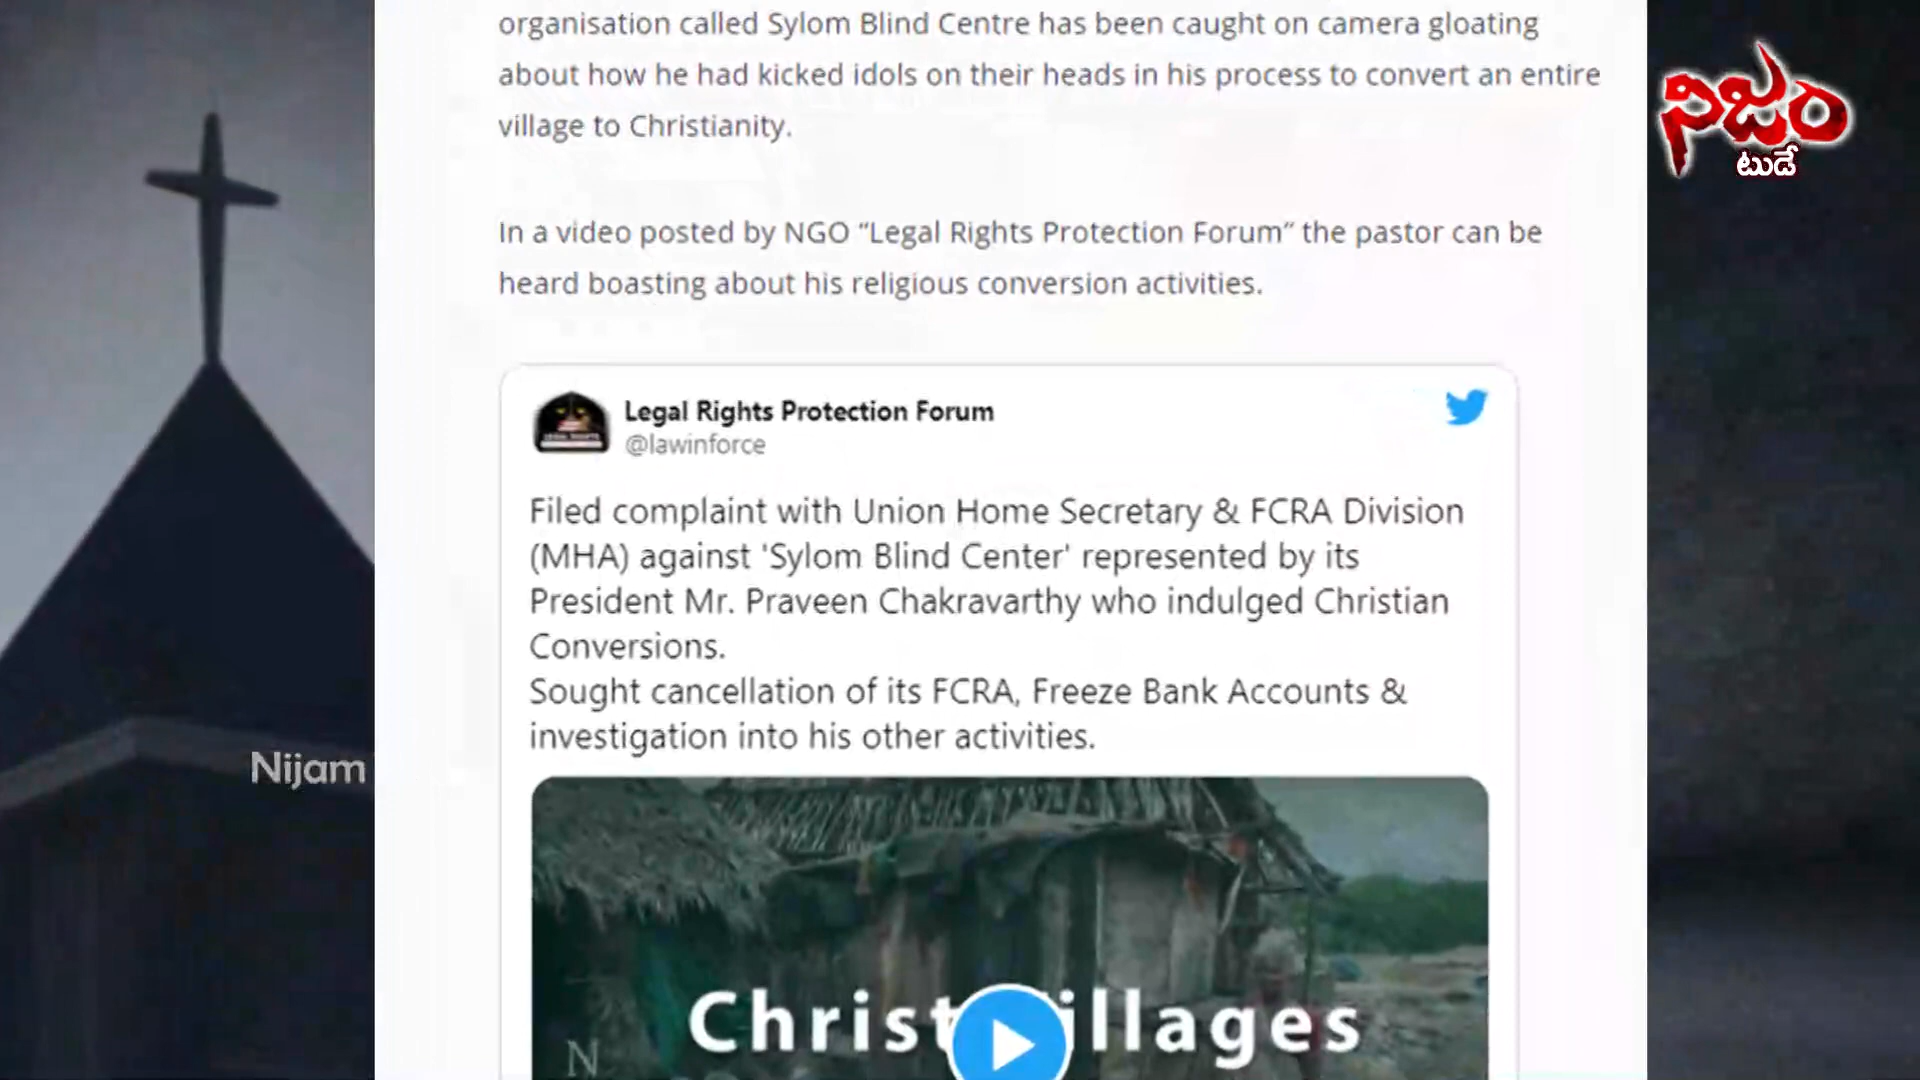 organisation called Sylom Blind Centre has been caught on camera gloating
about how he had kicked idols on their heads in his process to convert an entire
village to Christianity.
నిజం
టుడే
In a video posted by NGO “Legal Rights Protection Forum” the pastor can be
heard boasting about his religious conversion activities.
Legal Rights Protection Forum
@lawinforce
Filed complaint with Union Home Secretary & FCRA Division
(MHA) against 'Sylom Blind Center' represented by its
President Mr. Praveen Chakravarthy who indulged Christian
Conversions.
Sought cancellation of its FCRA, Freeze Bank Accounts &
investigation into his other activities.
Nijam
Christ illages
N